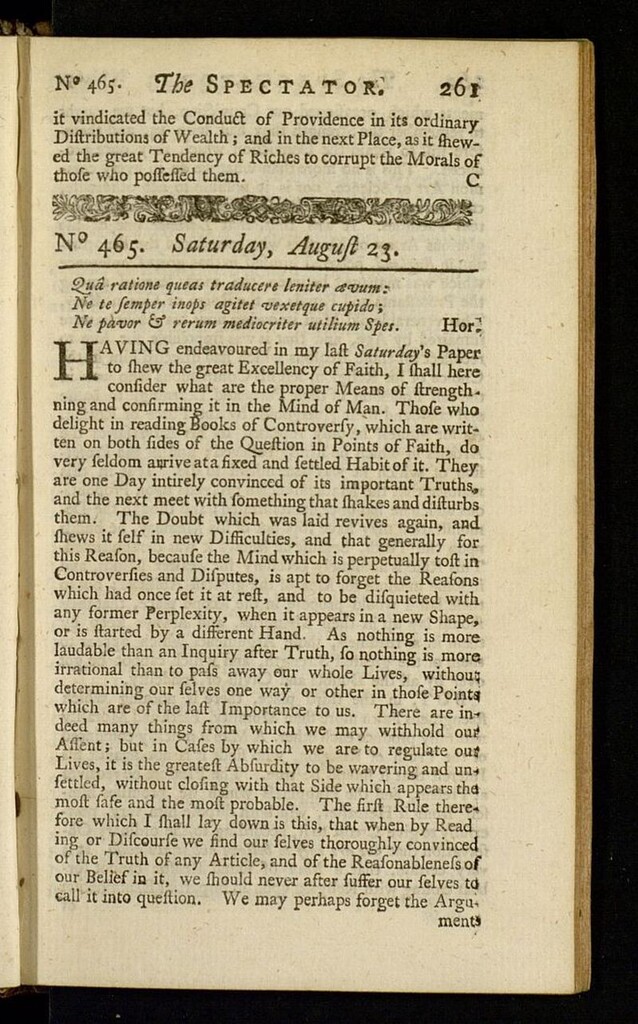 Nº 465. The SPECTATOR. 261
it vindicated the Conduct of Providence in its ordinary
Diſtributions of Wealth; and in the next Place, as it ſhew-
ed the great Tendency of Riches to corrupt the Morals of
thoſe who poſſeſſed them. C
Nº 465. Saturday, Auguſt 23.
Quâ ratione queas traducere leniter ævum:
Ne te ſemper inops agitet vexetque cupido;
Ne pavor & rerum mediocriter utilium Spes. Hor.
HAVING endeavoured in my laſt Saturday's Paper
to ſhew the great Excellency of Faith, I ſhall here
conſider what are the proper Means of ſtrength-
ning and confirming it in the Mind of Man. Thoſe who
delight in reading Books of Controverſy, which are writ-
ten on both ſides of the Queſtion in Points of Faith, do
very ſeldom arrive at a fixed and ſettled Habit of it. They
are one Day intirely convinced of its important Truths,
and the next meet with ſomething that ſhakes and diſturbs
them. The Doubt which was laid revives again, and
ſhews it ſelf in new Difficulties, and that generally for
this Reaſon, becauſe the Mind which is perpetually toſt in
Controverſies and Diſputes, is apt to forget the Reaſons
which had once ſet it at reſt, and to be diſquieted with
any former Perplexity, when it appears in a new Shape,
or is ſtarted by a different Hand. As nothing is more
laudable than an Inquiry after Truth, ſo nothing is more
irrational than to paſs away our whole Lives, without
determining our ſelves one way or other in thoſe Points
which are of the laſt Importance to us. There are in-
deed many things from which we may withhold our
Aſſent; but in Caſes by which we are to regulate our
Lives, it is the greateſt Abſurdity to be wavering and un-
ſettled, without cloſing with that Side which appears the
moſt ſafe and the moſt probable. The firſt Rule there-
fore which I ſhall lay down is this, that when by Read
ing or Diſcourſe we find our ſelves thoroughly convinced
of the Truth of any Article, and of the Reaſonableneſs of
our Belief in it, we ſhould never after ſuffer our ſelves to
call it into queſtion. We may perhaps forget the Argu-
ments